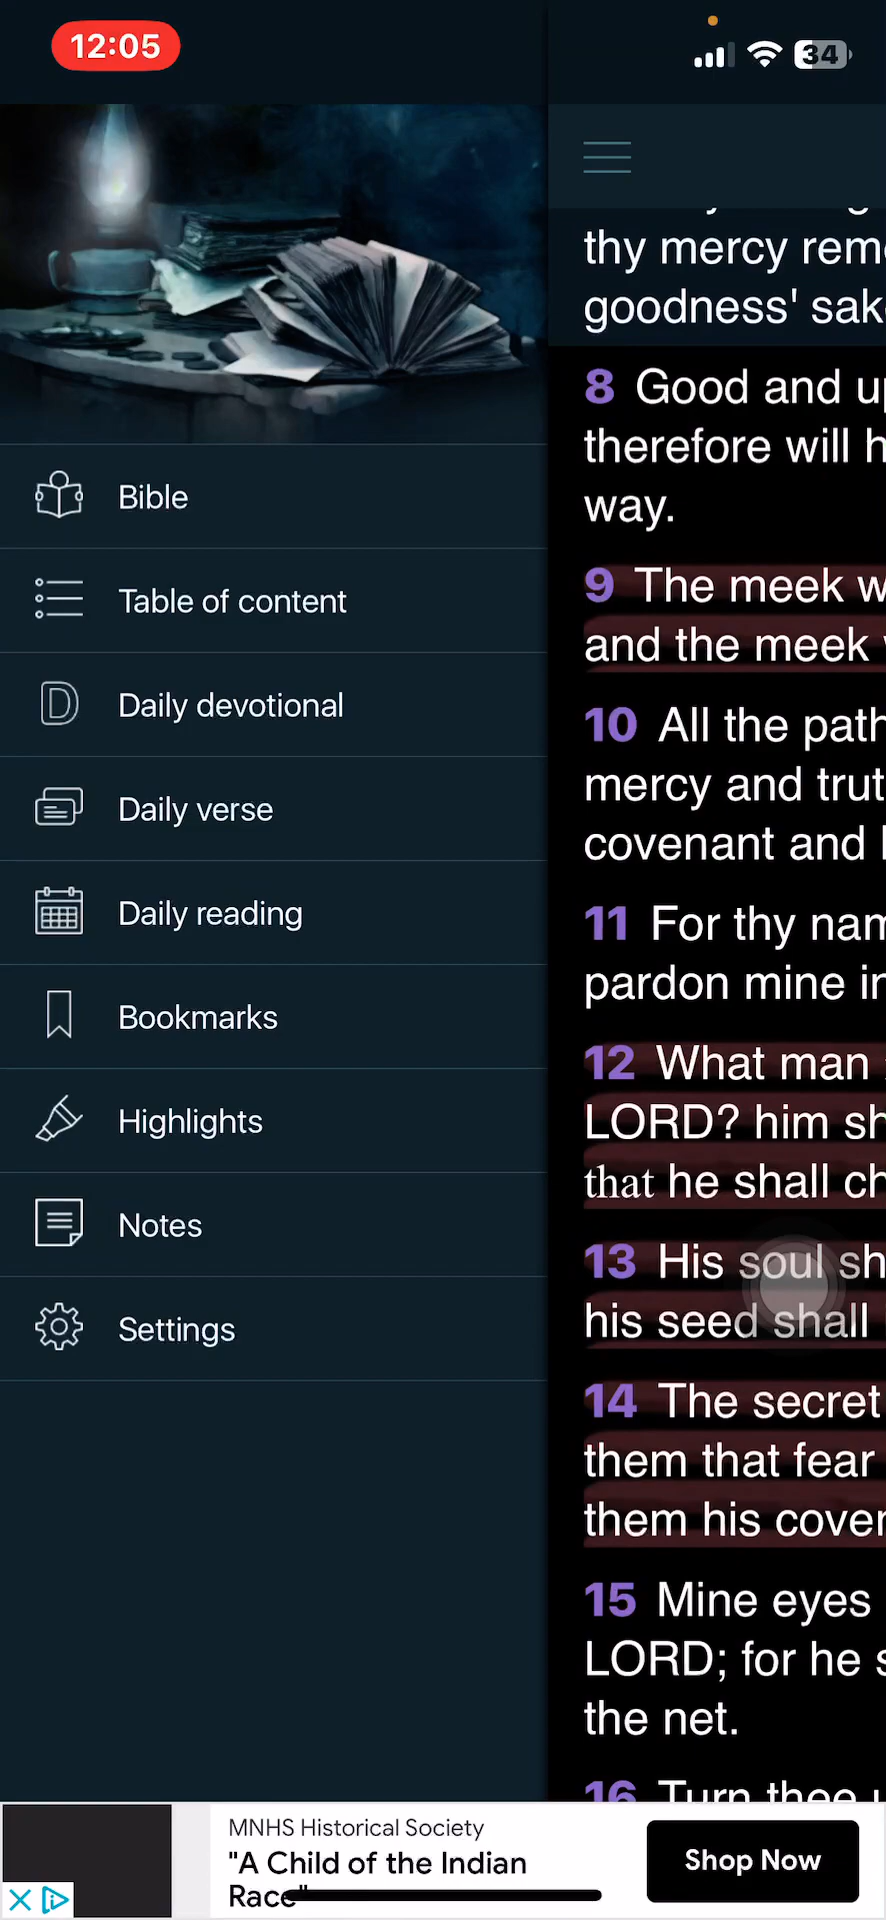 12:05
34
thy mercy rem
goodness' sak
8 Good and u
therefore will h
way.
9 The meek w
and the meek
10 All the path
mercy and trut
covenant and
11 For thy nam
pardon mine in
12 What man
LORD? him sh
that he shall ch
13 His soul sh
his seed shall
14 The secret
them that fear
them his cover
15 Mine eyes
LORD; for he s
the net.
16 Turn thee u
Bible
Table of content
D
Daily devotional
Daily verse
Daily reading
Bookmarks
Highlights
Notes
Settings
MNHS Historical Society
"A Child of the Indian
Race"
Shop Now